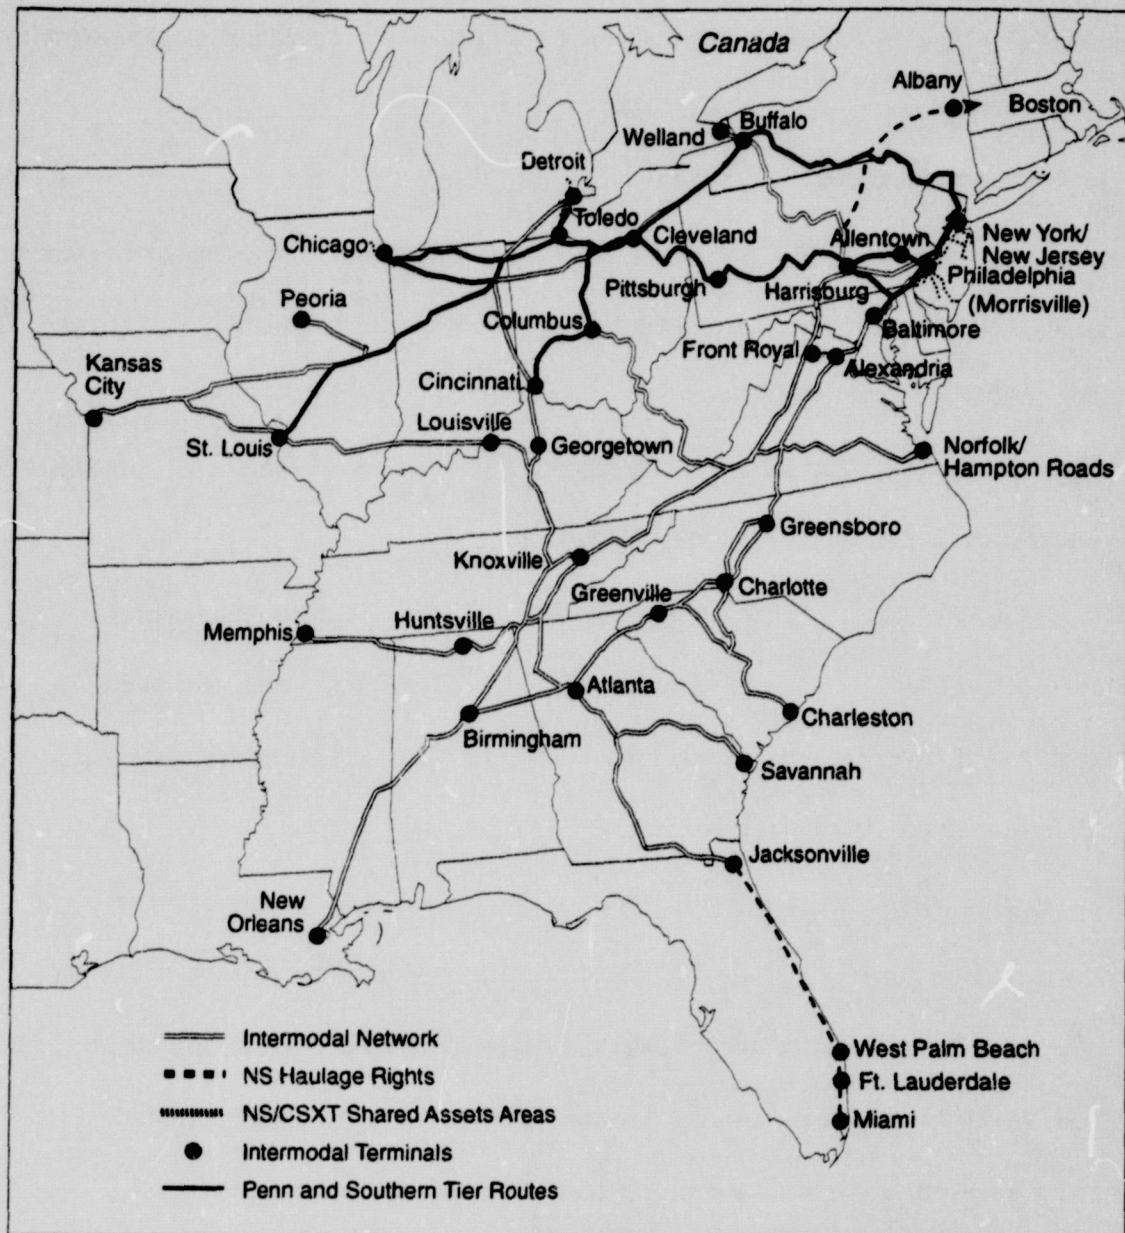 Canada
Albany
Boston
Buffalo
Welland
Detroit
Toledo
Cleveland
Chicago
Allentown
New York/
New Jersey
Philadelphia
(Morrisville)
Pittsburgh
Harrisburg
Peoria
Columbus
Baltimore
Front Royal
Alexandria
Kansas
City
Cincinnati
Louisville
St. Louis
Georgetown
Norfolk/
Hampton Roads
Greensboro
Knoxville
Greenville
Charlotte
Memphis
Huntsville
Atlanta
Charleston
Birmingham
Savannah
Jacksonville
New
Orleans
West Palm Beach
Ft. Lauderdale
Miami
Intermodal Network
NS Haulage Rights
NS/CSXT Shared Assets Areas
Intermodal Terminals
Penn and Southern Tier Routes